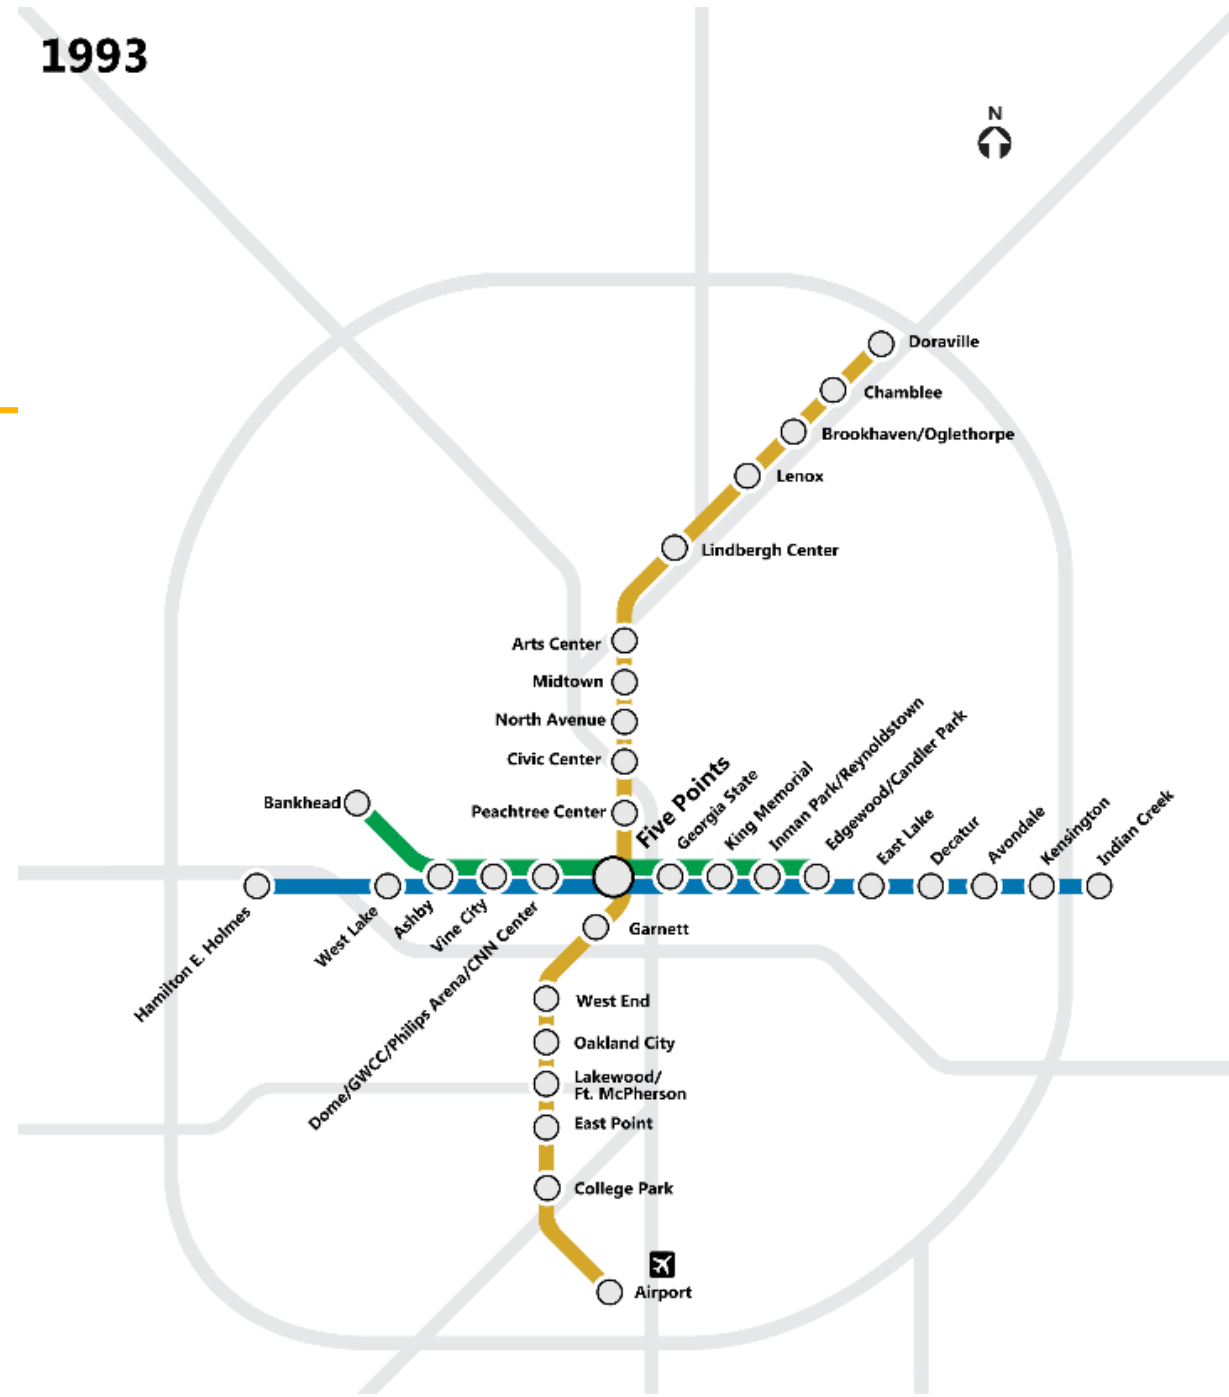 1993
N
Doraville
Chamblee
Brookhaven/Oglethorpe
Lenox
Lindbergh Center
Arts Center
Midtown
North Avenue
Civic Center
Peachtree Center
Bankhead
Five Points
Georgia State
King Memorial
Inman Park/Reynoldstown
Edgewood/Candler Park
East Lake
Decatur
Avondale
Kensington
Indian Creek
Hamilton E. Holmes
West Lake
Ashby
Vine City
Dome/GWCC/Philips Arena/CNN Center
Garnett
West End
Oakland City
Lakewood/
Ft. McPherson
East Point
College Park
Airport